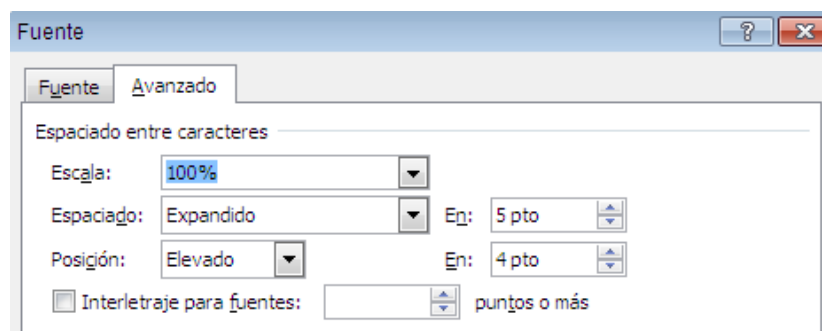 Fuente
Fuente Avanzado
Espaciado entre caracteres
Escala: 100%
Espaciado: Expandido En: 5 pto
Posición: Elevado En: 4 pto
Interletraje para fuentes: puntos o más